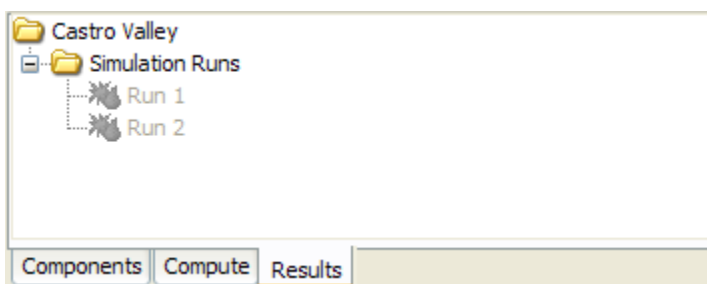 Castro Valley
Simulation Runs
Run 1
Run 2
Components Compute Results